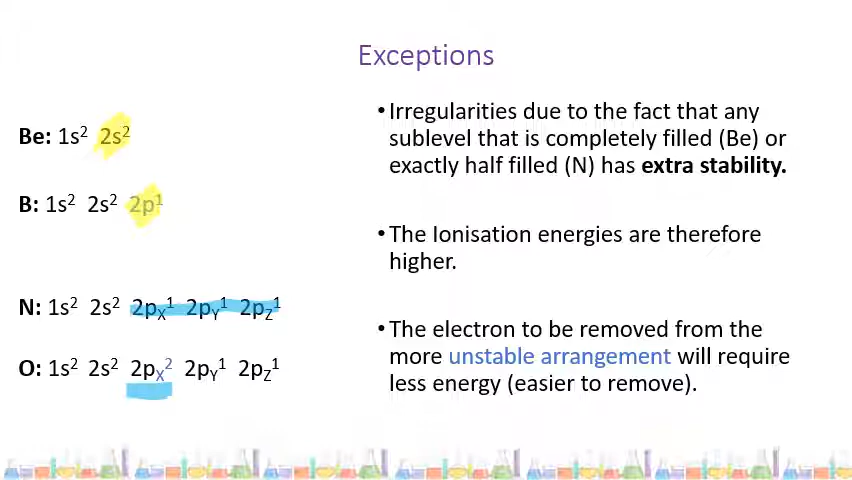 Exceptions
Be: 1s² 2s²
B: 1s² 2s² 2p¹
N: 1s² 2s² 2pₓ¹ 2pY¹ 2pZ¹
O: 1s² 2s² 2pₓ² 2pY¹ 2pZ¹
• Irregularities due to the fact that any
sublevel that is completely filled (Be) or
exactly half filled (N) has extra stability.
• The Ionisation energies are therefore
higher.
• The electron to be removed from the
more unstable arrangement will require
less energy (easier to remove).